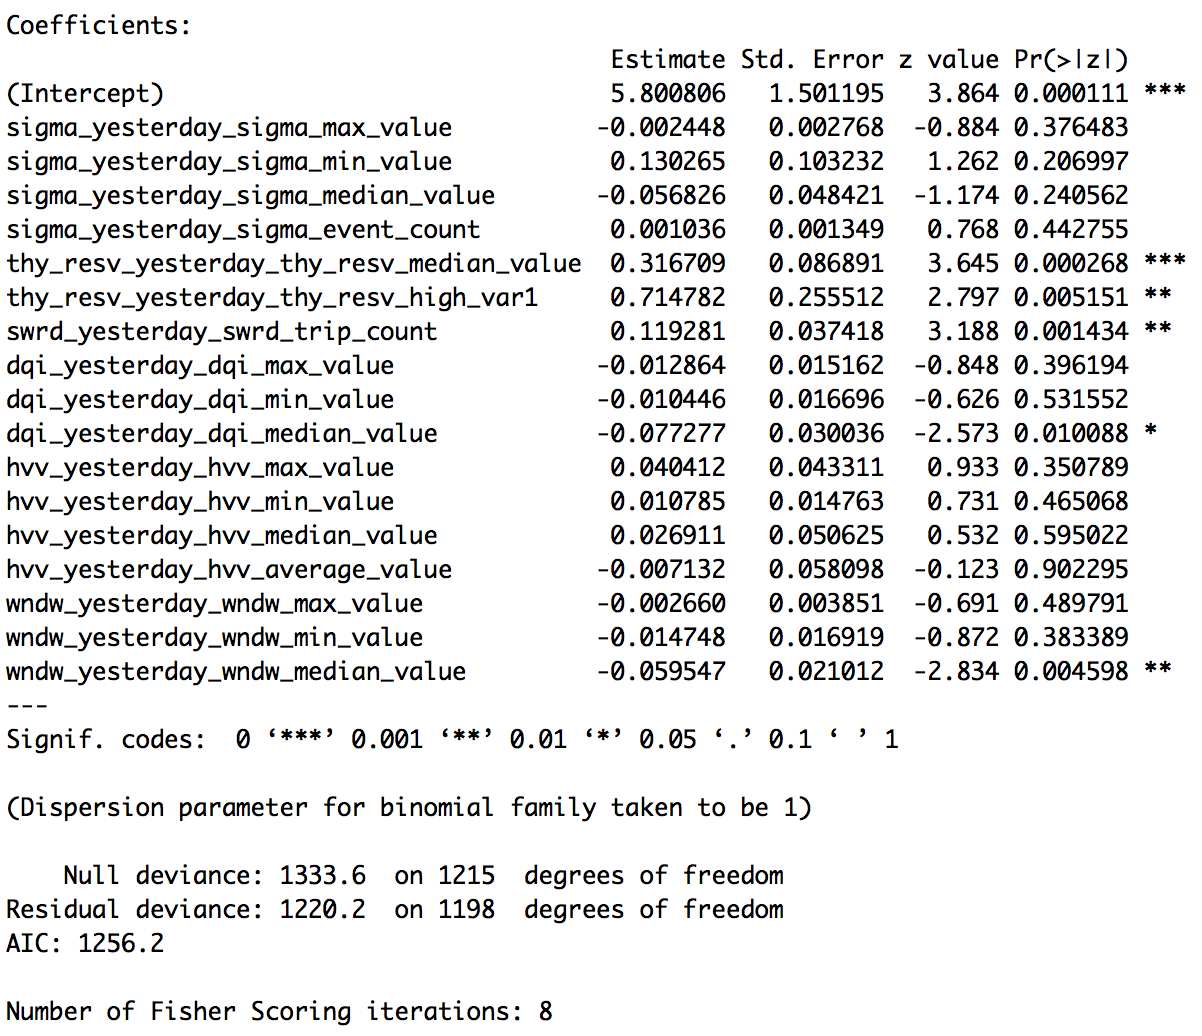 Coefficients:
                                          Estimate Std. Error z value Pr(>|z|)
(Intercept)                               5.800806   1.501195   3.864 0.000111 ***
sigma_yesterday_sigma_max_value          -0.002448   0.002768  -0.884 0.376483
sigma_yesterday_sigma_min_value           0.130265   0.103232   1.262 0.206997
sigma_yesterday_sigma_median_value       -0.056826   0.048421  -1.174 0.240562
sigma_yesterday_sigma_event_count         0.001036   0.001349   0.768 0.442755
thy_resv_yesterday_thy_resv_median_value  0.316709   0.086891   3.645 0.000268 ***
thy_resv_yesterday_thy_resv_high_var1     0.714782   0.255512   2.797 0.005151 **
swrd_yesterday_swrd_trip_count            0.119281   0.037418   3.188 0.001434 **
dqi_yesterday_dqi_max_value              -0.012864   0.015162  -0.848 0.396194
dqi_yesterday_dqi_min_value              -0.010446   0.016696  -0.626 0.531552
dqi_yesterday_dqi_median_value           -0.077277   0.030036  -2.573 0.010088 *
hvv_yesterday_hvv_max_value               0.040412   0.043311   0.933 0.350789
hvv_yesterday_hvv_min_value               0.010785   0.014763   0.731 0.465068
hvv_yesterday_hvv_median_value            0.026911   0.050625   0.532 0.595022
hvv_yesterday_hvv_average_value          -0.007132   0.058098  -0.123 0.902295
wndw_yesterday_wndw_max_value            -0.002660   0.003851  -0.691 0.489791
wndw_yesterday_wndw_min_value            -0.014748   0.016919  -0.872 0.383389
wndw_yesterday_wndw_median_value         -0.059547   0.021012  -2.834 0.004598 **
---
Signif. codes:  0 ‘***’ 0.001 ‘**’ 0.01 ‘*’ 0.05 ‘.’ 0.1 ‘ ’ 1

(Dispersion parameter for binomial family taken to be 1)

    Null deviance: 1333.6  on 1215  degrees of freedom
Residual deviance: 1220.2  on 1198  degrees of freedom
AIC: 1256.2

Number of Fisher Scoring iterations: 8